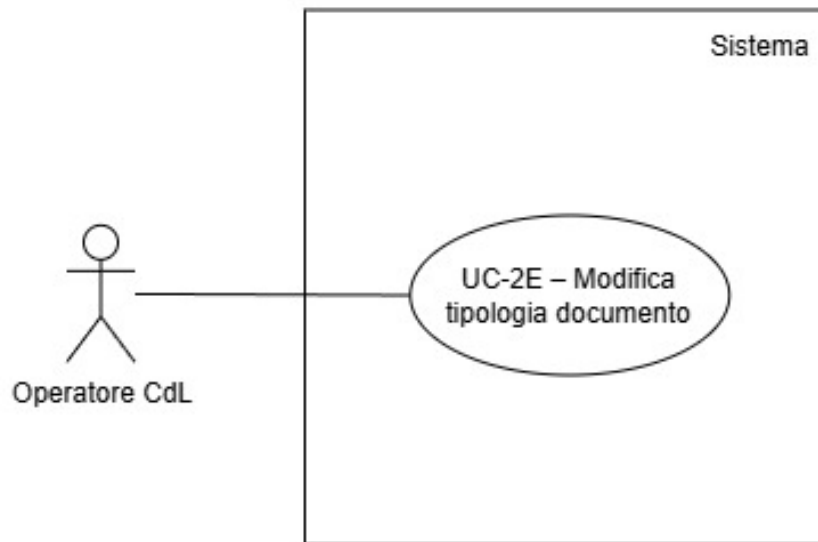 Sistema
UC-2E – Modifica
tipologia documento
Operatore CdL